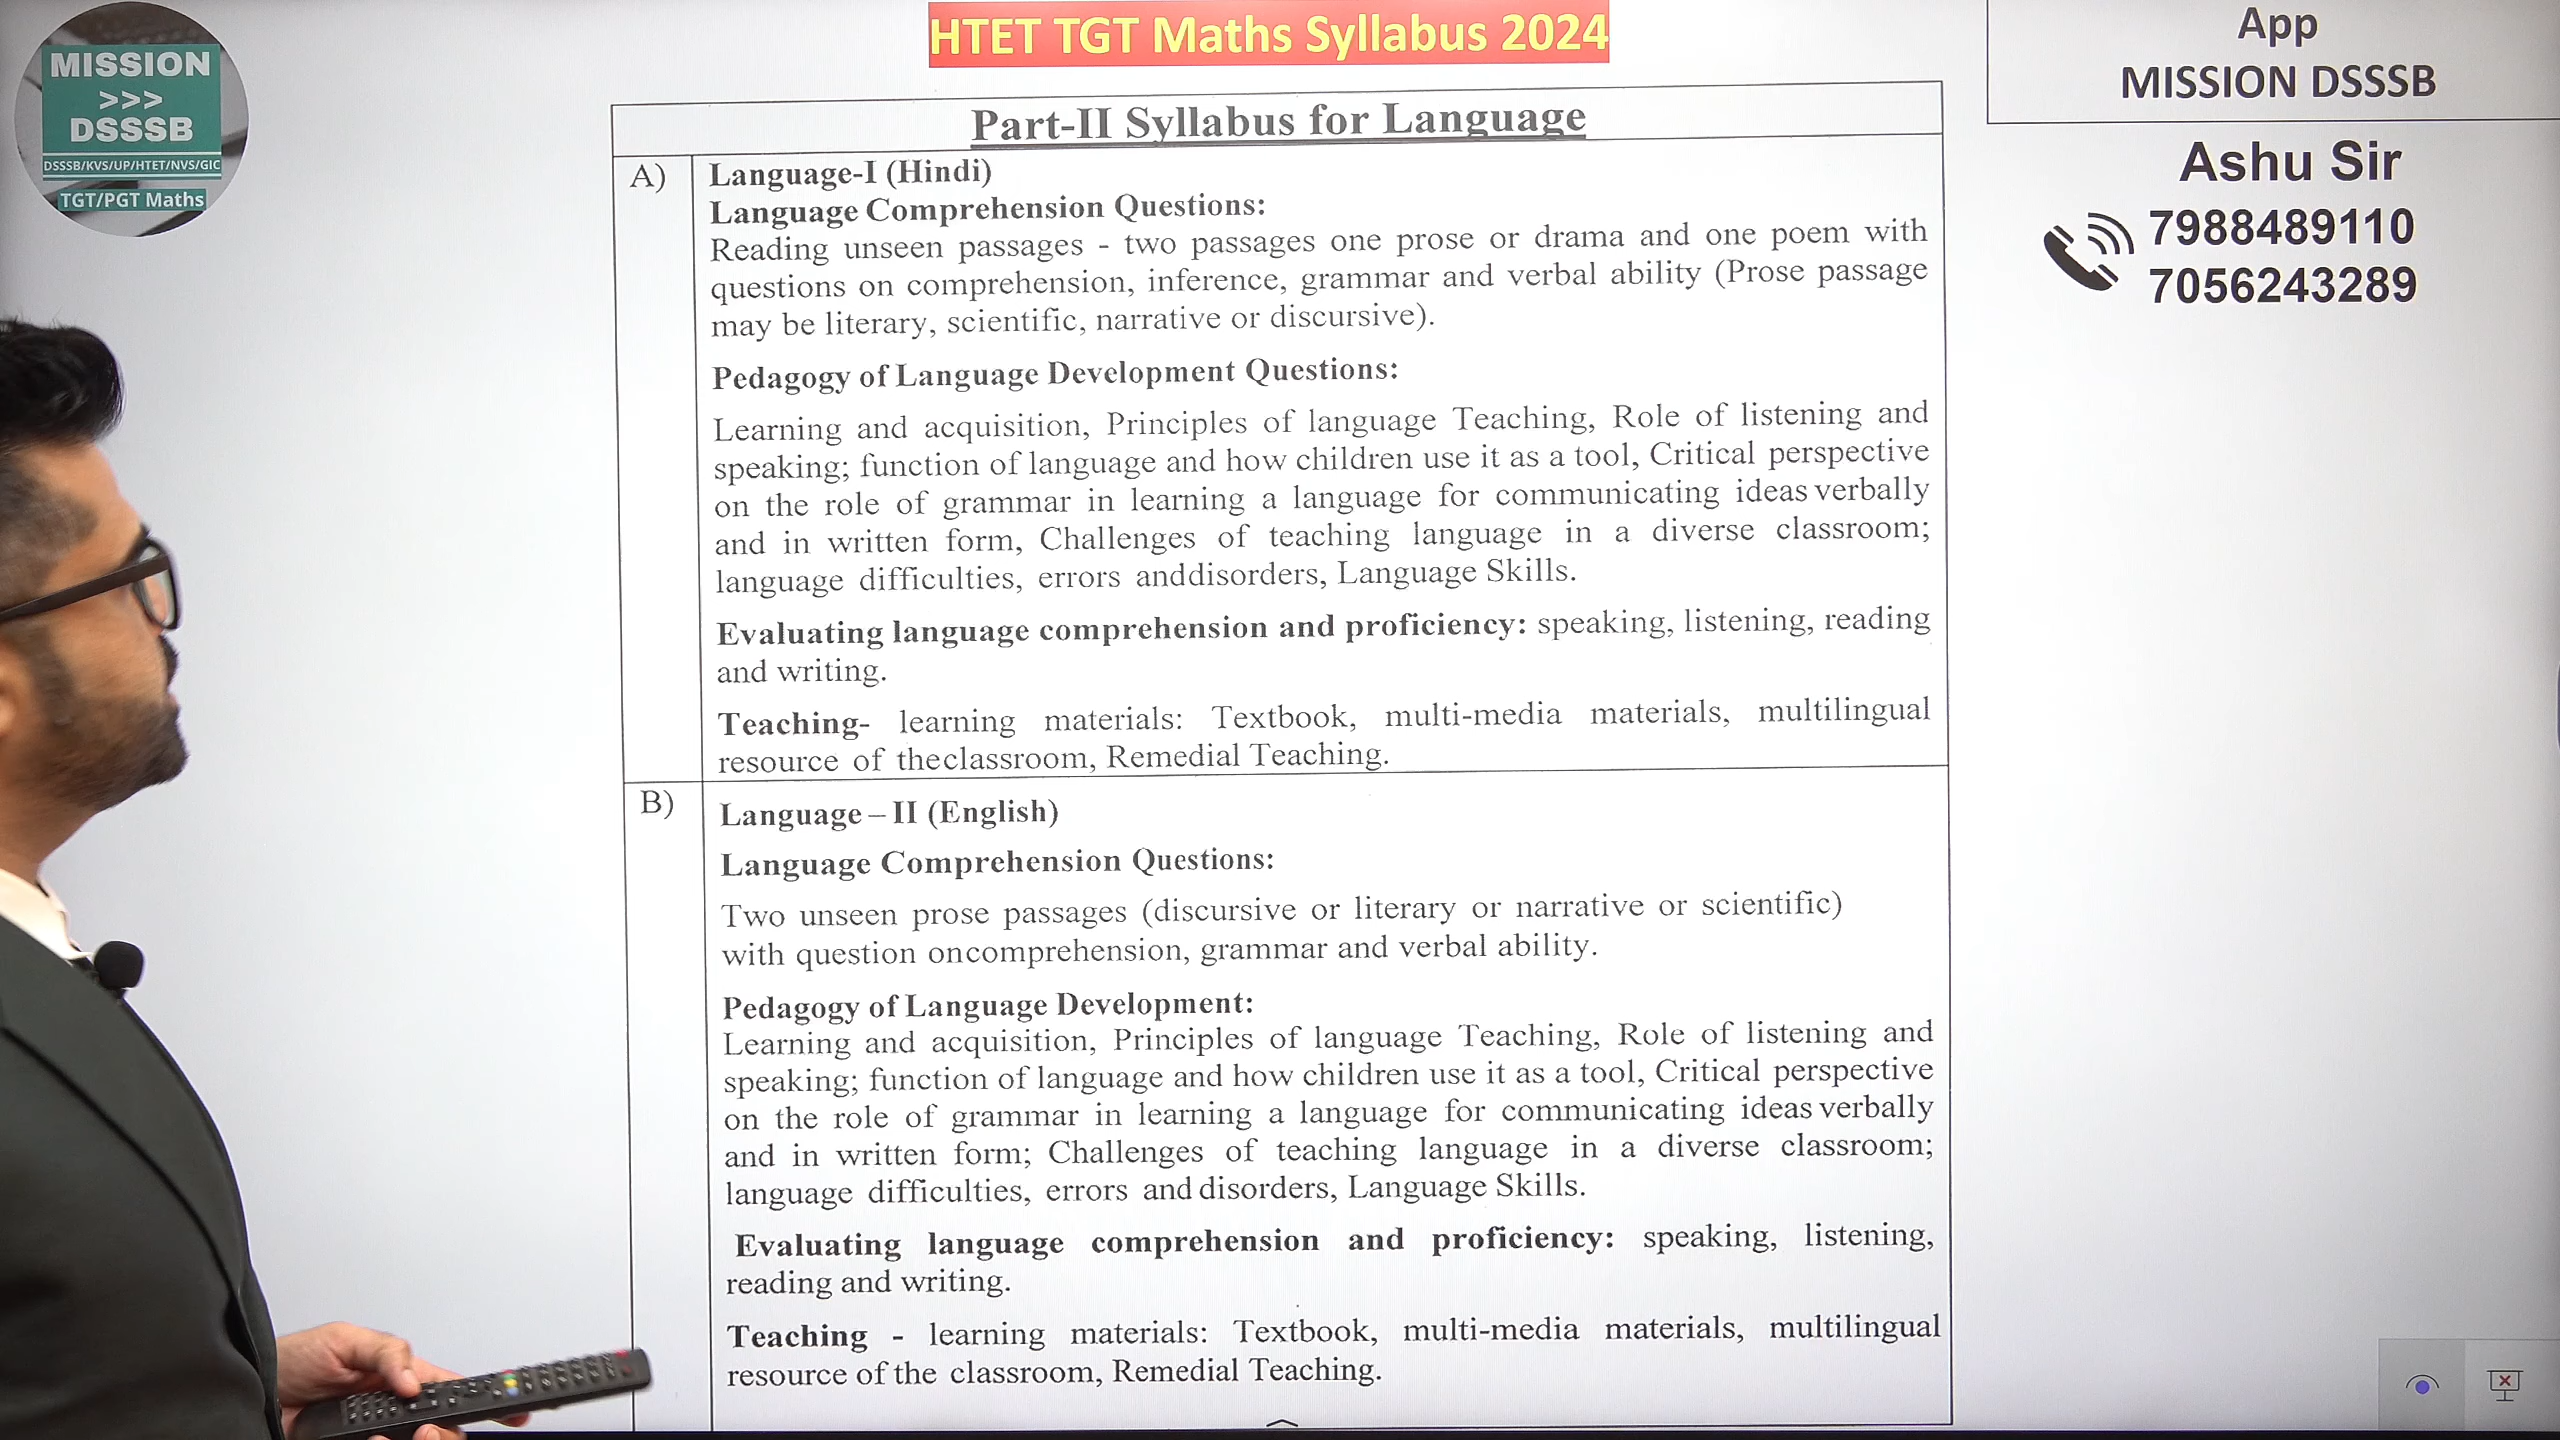 MISSION
>>>
DSSSB
DSSSB/KVS/UP/HTET/NVS/GIC
TGT/PGT Maths
HTET TGT Maths Syllabus 2024
App
MISSION DSSSB
Ashu Sir
7988489110
7056243289
Part-II Syllabus for Language
A)
Language-I (Hindi)
Language Comprehension Questions:
Reading unseen passages - two passages one prose or drama and one poem with
questions on comprehension, inference, grammar and verbal ability (Prose passage
may be literary, scientific, narrative or discursive).
Pedagogy of Language Development Questions:
Learning and acquisition, Principles of language Teaching, Role of listening and
speaking; function of language and how children use it as a tool, Critical perspective
on the role of grammar in learning a language for communicating ideas verbally
and in written form, Challenges of teaching language in a diverse classroom;
language difficulties, errors anddisorders, Language Skills.
Evaluating language comprehension and proficiency: speaking, listening, reading
and writing.
Teaching- learning materials: Textbook, multi-media materials, multilingual
resource of theclassroom, Remedial Teaching.
B)
Language – II (English)
Language Comprehension Questions:
Two unseen prose passages (discursive or literary or narrative or scientific)
with question oncomprehension, grammar and verbal ability.
Pedagogy of Language Development:
Learning and acquisition, Principles of language Teaching, Role of listening and
speaking; function of language and how children use it as a tool, Critical perspective
on the role of grammar in learning a language for communicating ideas verbally
and in written form; Challenges of teaching language in a diverse classroom;
language difficulties, errors and disorders, Language Skills.
Evaluating language comprehension and proficiency: speaking, listening,
reading and writing.
Teaching - learning materials: Textbook, multi-media materials, multilingual
resource of the classroom, Remedial Teaching.